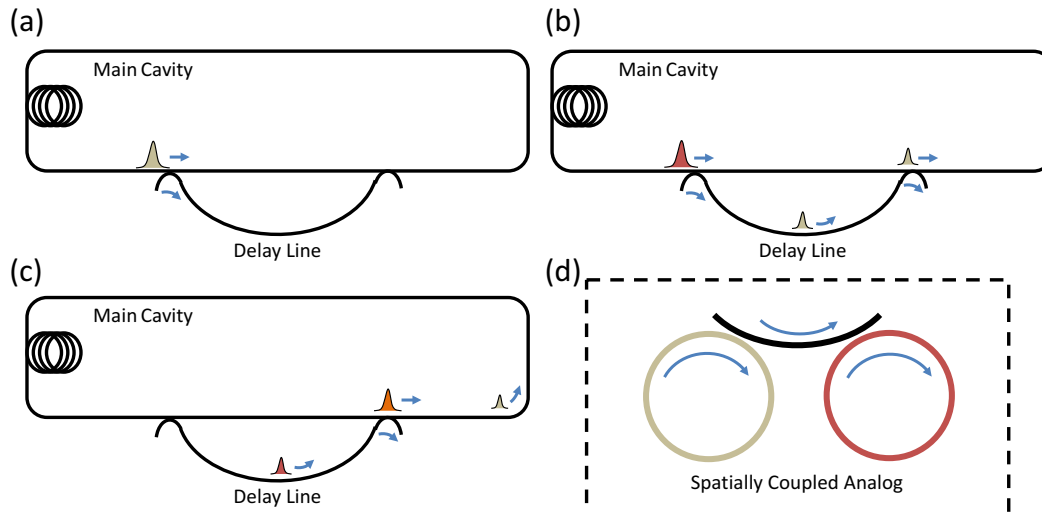 (a)
Main Cavity
Delay Line
(b)
Main Cavity
Delay Line
(c)
Main Cavity
Delay Line
(d)
Spatially Coupled Analog